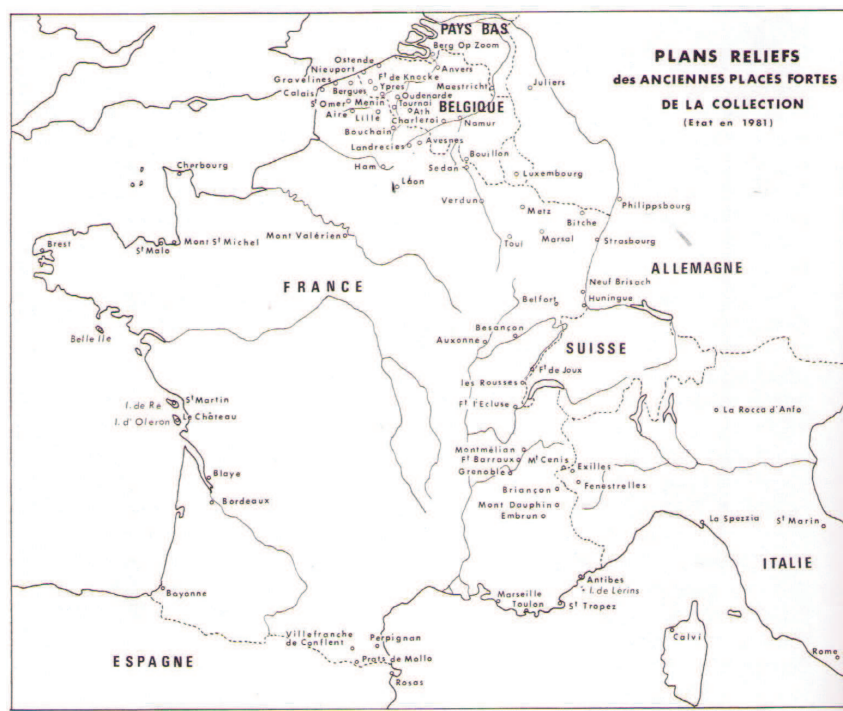 PLANS RELIEFS
des ANCIENNES PLACES FORTES
DE LA COLLECTION
(Etat en 1981)
PAYS BAS
Berg Op Zoom
Ostende
Nieuport
Anvers
Ft de Knocke
Gravelines
Calais
Bergues
Ypres
Maestricht
Juliers
Oudenarde
St Omer
Menin
Tournai
BELGIQUE
Aire
Lille
Ath
Charleroi
Namur
Bouchain
Landrecies
Avesnes
Bouillon
Ham
Sedan
Luxembourg
Cherbourg
Laon
Verdun
Metz
Bitche
Philippsbourg
Brest
St Malo
Mont St Michel
Mont Valérien
Toul
Marsal
Strasbourg
ALLEMAGNE
FRANCE
Neuf Brisach
Belfort
Huningue
Belle Ile
Besançon
Auxonne
SUISSE
Ft de Joux
les Rousses
I. de Re
St Martin
Ft l'Ecluse
La Rocca d'Anfo
I. d'Oleron
Le Château
Montmélian
Ft Barraux
Mt Cenis
Exilles
Grenoble
Fenestrelles
Blaye
Briançon
Bordeaux
Mont Dauphin
Embrun
La Spezzia
St Marin
ITALIE
Antibes
I. de Lérins
Bayonne
Marseille
Toulon
St Tropez
Villefranche
de Conflent
Perpignan
Calvi
ESPAGNE
Prats de Mollo
Rome
Rosas